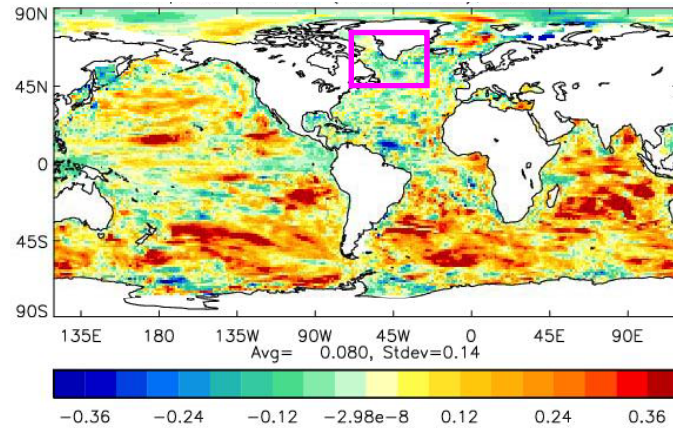 90N
45N
0
45S
90S
135E 180 135W 90W 45W 0 45E 90E
Avg= 0.080, Stdev=0.14
-0.36 -0.24 -0.12 -2.98e-8 0.12 0.24 0.36